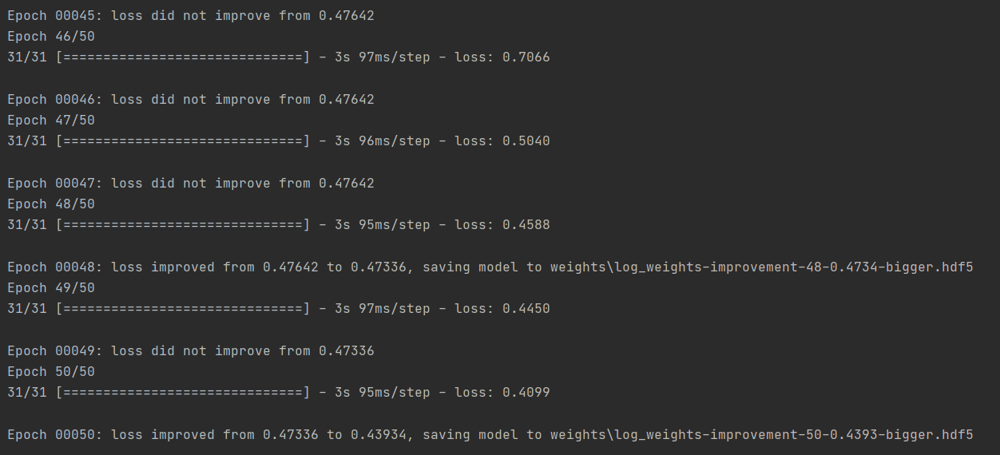 Epoch 00045: loss did not improve from 0.47642
Epoch 46/50
31/31 [==============================] - 3s 97ms/step - loss: 0.7066
Epoch 00046: loss did not improve from 0.47642
Epoch 47/50
31/31 [==============================] - 3s 96ms/step - loss: 0.5040
Epoch 00047: loss did not improve from 0.47642
Epoch 48/50
31/31 [==============================] - 3s 95ms/step - loss: 0.4588
Epoch 00048: loss improved from 0.47642 to 0.47336, saving model to weights\log_weights-improvement-48-0.4734-bigger.hdf5
Epoch 49/50
31/31 [==============================] - 3s 97ms/step - loss: 0.4450
Epoch 00049: loss did not improve from 0.47336
Epoch 50/50
31/31 [==============================] - 3s 95ms/step - loss: 0.4099
Epoch 00050: loss improved from 0.47336 to 0.43934, saving model to weights\log_weights-improvement-50-0.4393-bigger.hdf5